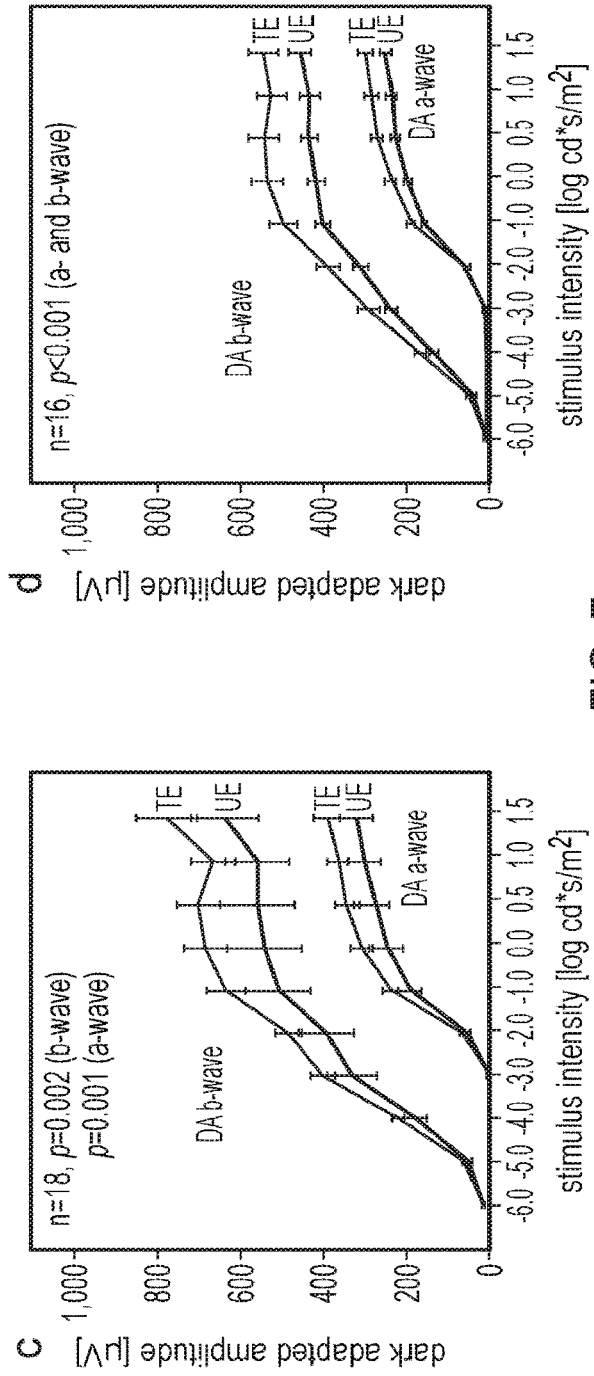 c
n=18, p=0.002 (b-wave)
p=0.001 (a-wave)
dark adapted amplitude [µV]
1,000
800
600
400
200
0
DA b-wave
TE
UE
TE
UE
DA a-wave
-6.0 -5.0 -4.0 -3.0 -2.0 -1.0 0.0 0.5 1.0 1.5
stimulus intensity [log cd*s/m²]
d
n=16, p<0.001 (a- and b-wave)
dark adapted amplitude [µV]
1,000
800
600
400
200
0
DA b-wave
TE
UE
TE
UE
DA a-wave
-6.0 -5.0 -4.0 -3.0 -2.0 -1.0 0.0 0.5 1.0 1.5
stimulus intensity [log cd*s/m²]